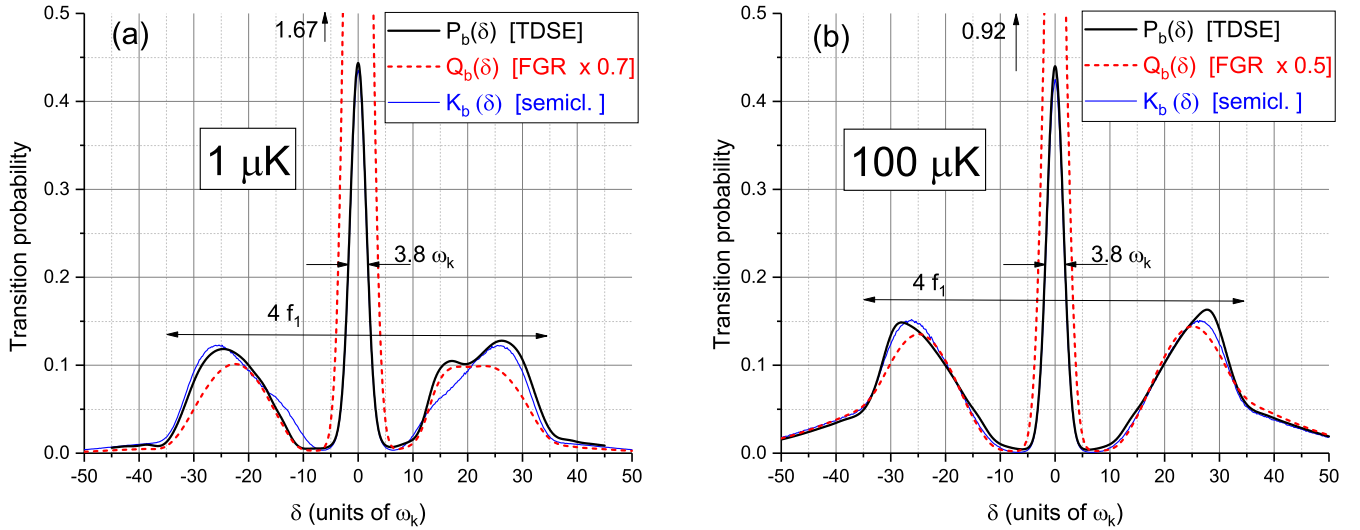 (a)
1.67
P_b(δ) [TDSE]
Q_b(δ) [FGR x 0.7]
K_b (δ) [semicl. ]
1 μK
3.8 ω_k
4 f_1
Transition probability
0.5
0.4
0.3
0.2
0.1
0.0
-50 -40 -30 -20 -10 0 10 20 30 40 50
δ (units of ω_k)
(b)
0.92
P_b(δ) [TDSE]
Q_b(δ) [FGR x 0.5]
K_b (δ) [semicl. ]
100 μK
3.8 ω_k
4 f_1
Transition probability
0.5
0.4
0.3
0.2
0.1
0.0
-50 -40 -30 -20 -10 0 10 20 30 40 50
δ (units of ω_k)